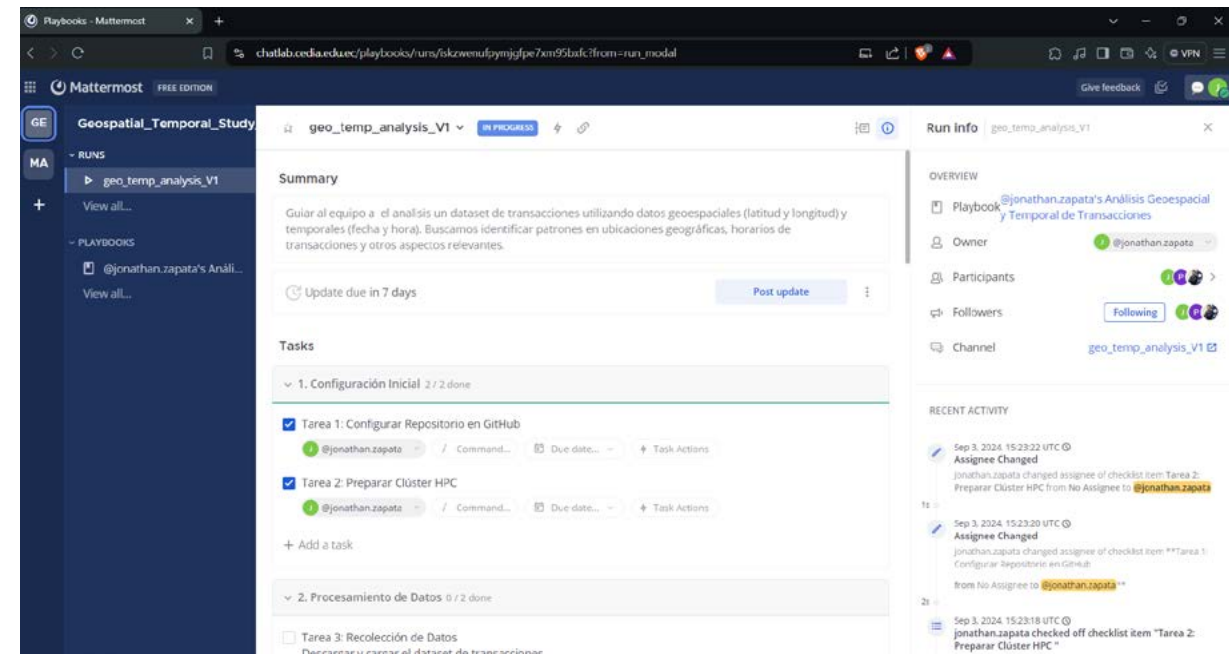 Playbooks - Mattermost
chatlab.cedia.edu.ec/playbooks/runs/iskzwenufpymjgfpe7xm95bxfc?from=run_modal
VPN
Mattermost FREE EDITION
Give feedback
GE
MA
Geospatial_Temporal_Study
RUNS
geo_temp_analysis_V1
View all...
PLAYBOOKS
@jonathan.zapata's Análi...
View all...
geo_temp_analysis_V1 IN PROGRESS
Summary
Guiar al equipo a el analisis un dataset de transacciones utilizando datos geoespaciales (latitud y longitud) y
temporales (fecha y hora). Buscamos identificar patrones en ubicaciones geográficas, horarios de
transacciones y otros aspectos relevantes.
Update due in 7 days
Post update
Tasks
1. Configuración Inicial 2 / 2 done
Tarea 1: Configurar Repositorio en GitHub
@jonathan.zapata / Command... Due date... Task Actions
Tarea 2: Preparar Clúster HPC
@jonathan.zapata / Command... Due date... Task Actions
+ Add a task
2. Procesamiento de Datos 0 / 2 done
Tarea 3: Recolección de Datos
Descargar y cargar el dataset de transacciones
Run info geo_temp_analysis_V1
OVERVIEW
Playbook @jonathan.zapata's Análisis Geoespacial
y Temporal de Transacciones
Owner @jonathan.zapata
Participants
Followers Following
Channel geo_temp_analysis_V1
RECENT ACTIVITY
Sep 3, 2024, 15:23:22 UTC
Assignee Changed
jonathan.zapata changed assignee of checklist item Tarea 2:
Preparar Clúster HPC from No Assignee to @jonathan.zapata
1s
Sep 3, 2024, 15:23:20 UTC
Assignee Changed
jonathan.zapata changed assignee of checklist item **Tarea 1:
Configurar Repositorio en GitHub
from No Assignee to @jonathan.zapata**
2s
Sep 3, 2024, 15:23:18 UTC
jonathan.zapata checked off checklist item "Tarea 2:
Preparar Clúster HPC "